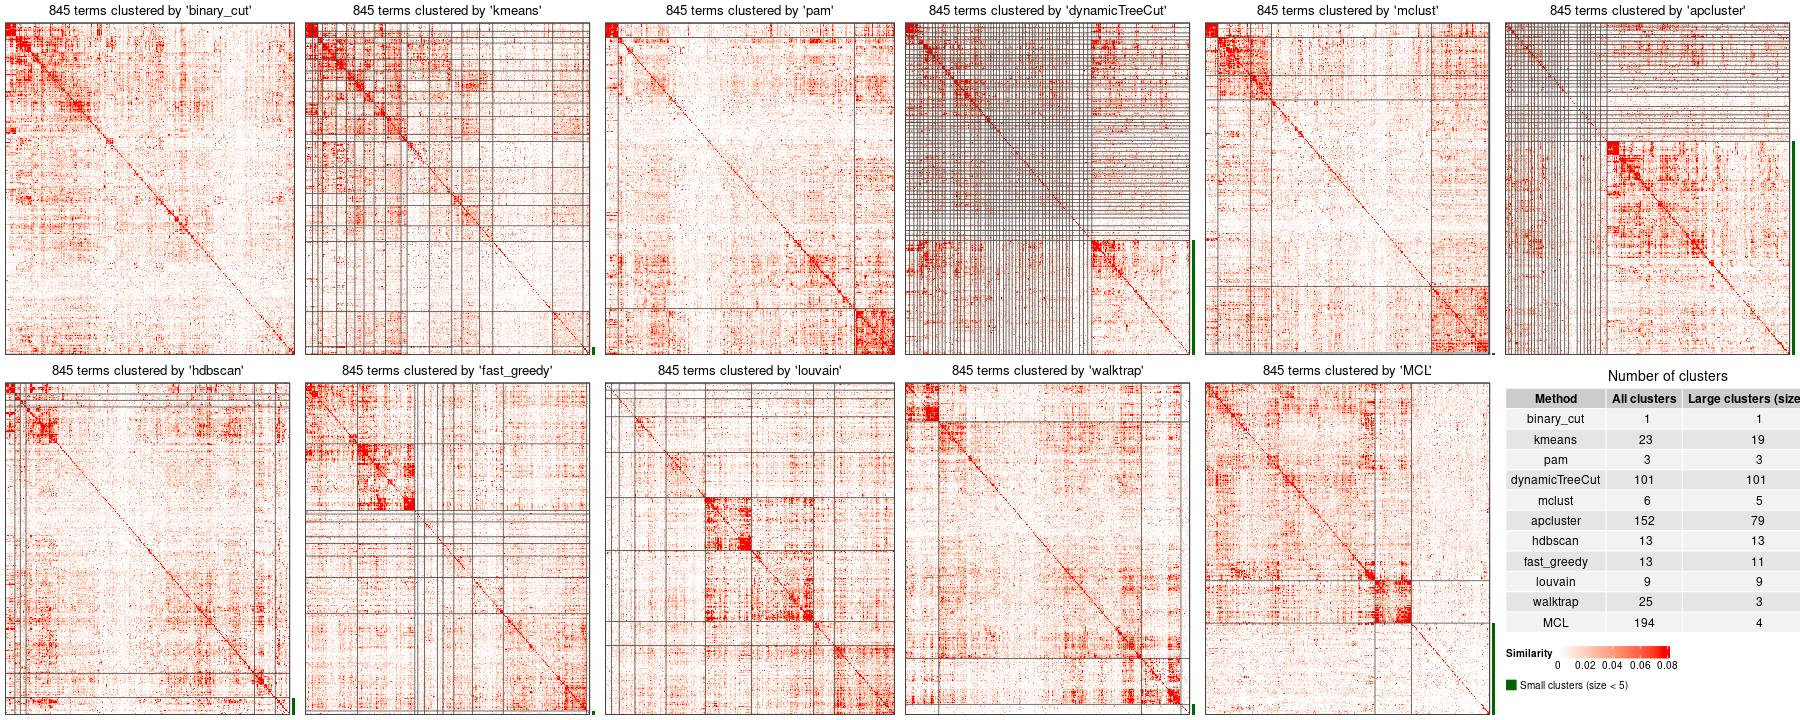 845 terms clustered by 'binary_cut'
845 terms clustered by 'kmeans'
845 terms clustered by 'pam'
845 terms clustered by 'dynamicTreeCut'
845 terms clustered by 'mclust'
845 terms clustered by 'apcluster'
845 terms clustered by 'hdbscan'
845 terms clustered by 'fast_greedy'
845 terms clustered by 'louvain'
845 terms clustered by 'walktrap'
845 terms clustered by 'MCL'
Number of clusters
Method All clusters Large clusters (size
binary_cut 1 1
kmeans 23 19
pam 3 3
dynamicTreeCut 101 101
mclust 6 5
apcluster 152 79
hdbscan 13 13
fast_greedy 13 11
louvain 9 9
walktrap 25 3
MCL 194 4
Similarity
0 0.02 0.04 0.06 0.08
Small clusters (size < 5)